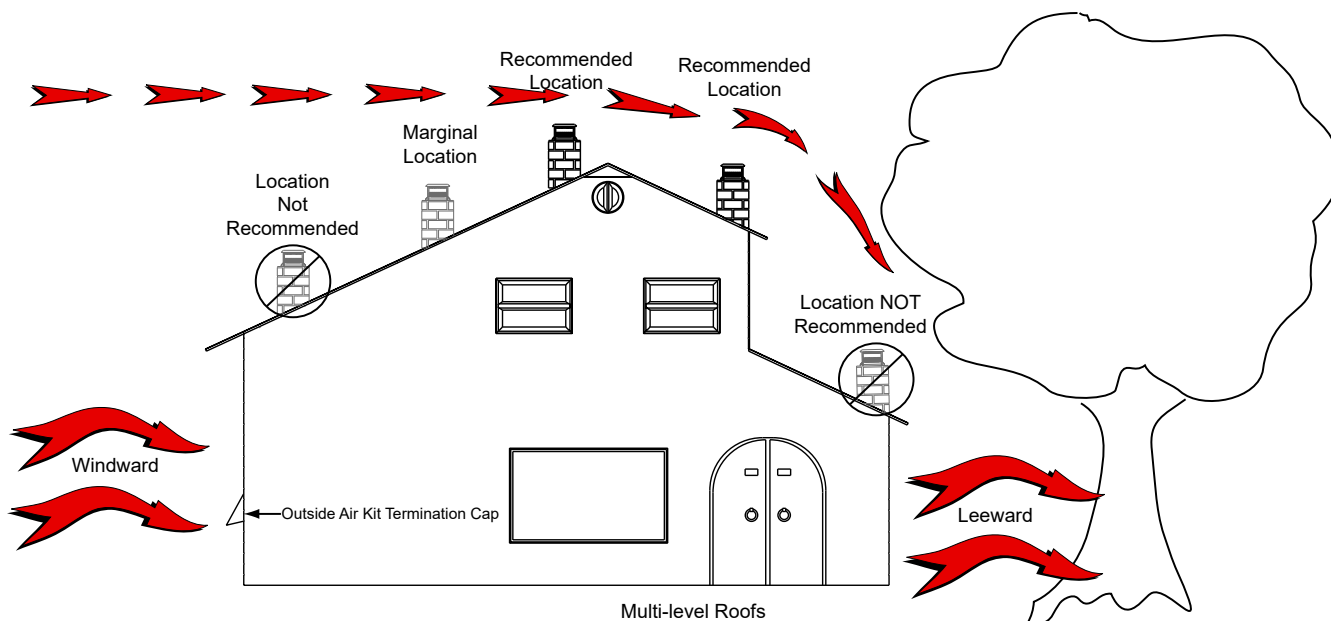 Recommended
Location
Recommended
Location
Marginal
Location
Location
Not
Recommended
Location NOT
Recommended
Windward
Outside Air Kit Termination Cap
Leeward
Multi-level Roofs